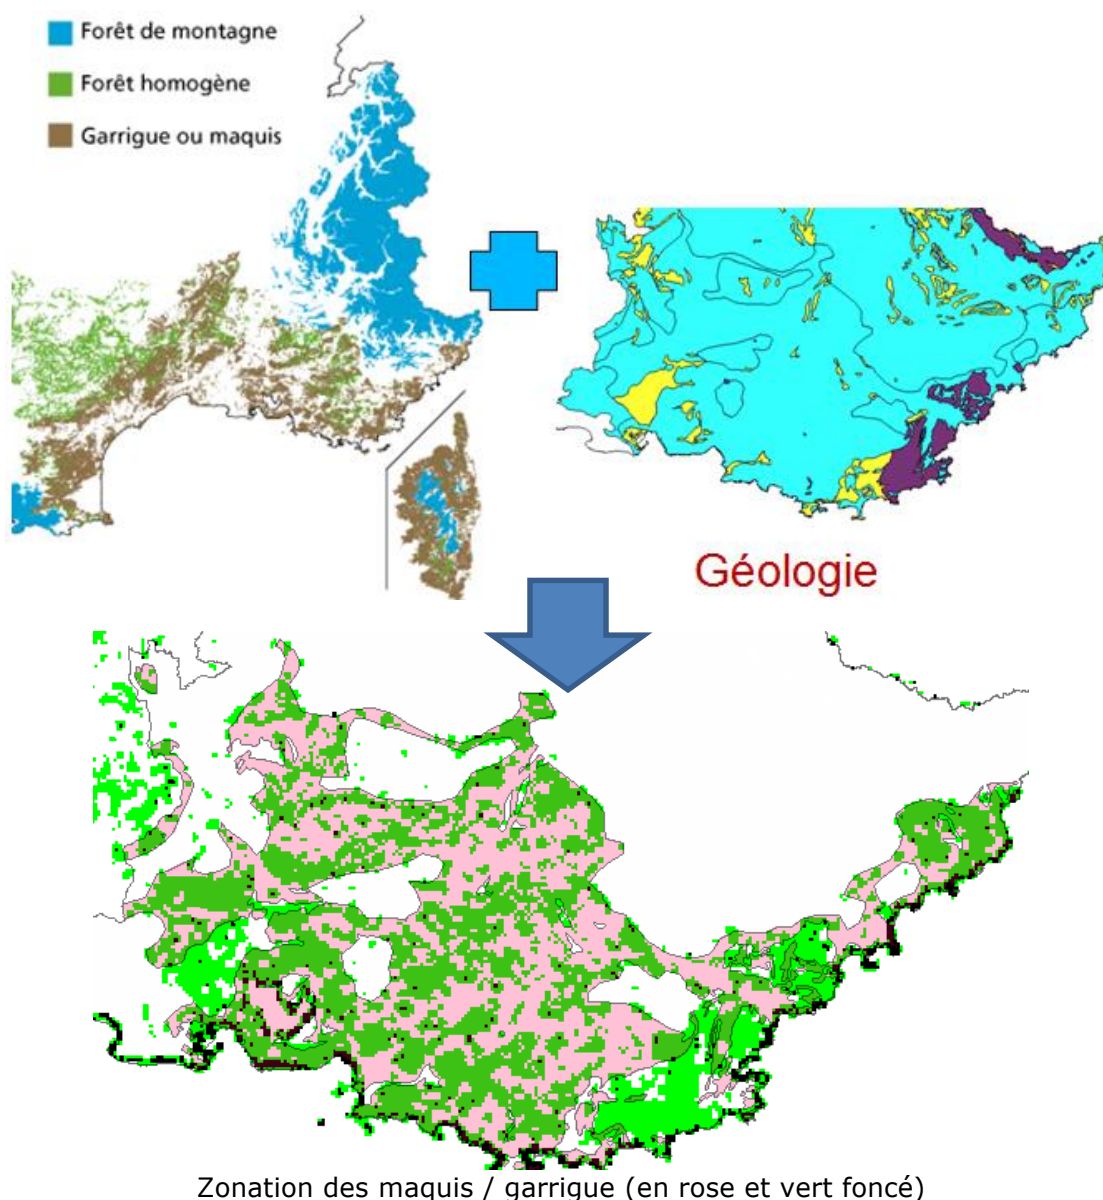 Forêt de montagne
Forêt homogène
Garrigue ou maquis
Géologie
Zonation des maquis / garrigue (en rose et vert foncé)